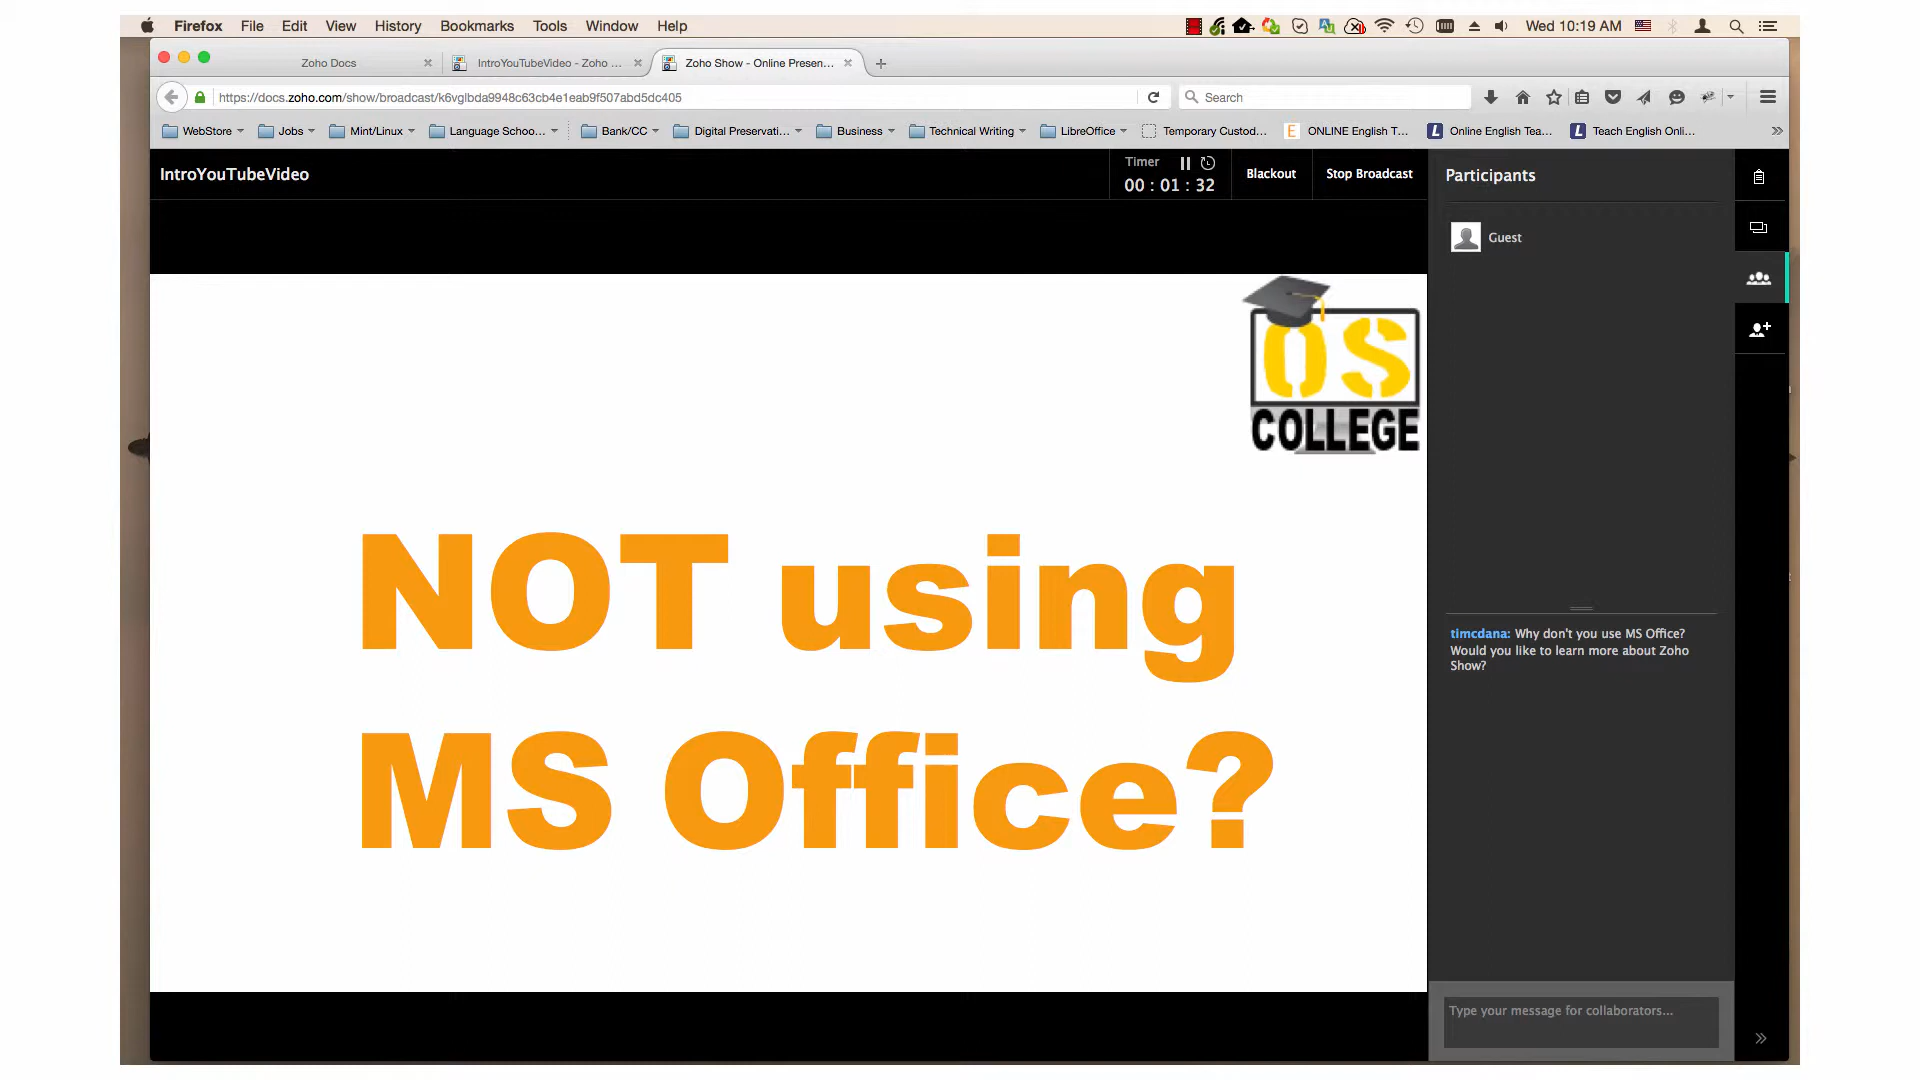 Firefox File Edit View History Bookmarks Tools Window Help Wed 10:19 AM
Zoho Docs IntroYouTubeVideo - Zoho ... Zoho Show - Online Presen...
https://docs.zoho.com/show/broadcast/k6vglbda9948c63cb4e1eab9f507abd5dc405 Search
WebStore Jobs Mint/Linux Language Schoo... Bank/CC Digital Preservati... Business Technical Writing LibreOffice Temporary Custod... ONLINE English T... Online English Tea... Teach English Onli...
IntroYouTubeVideo
Timer
00 : 01 : 32
Blackout
Stop Broadcast
Participants
Guest
OS
COLLEGE
NOT using
MS Office?
timcdana: Why don't you use MS Office?
Would you like to learn more about Zoho
Show?
Type your message for collaborators...